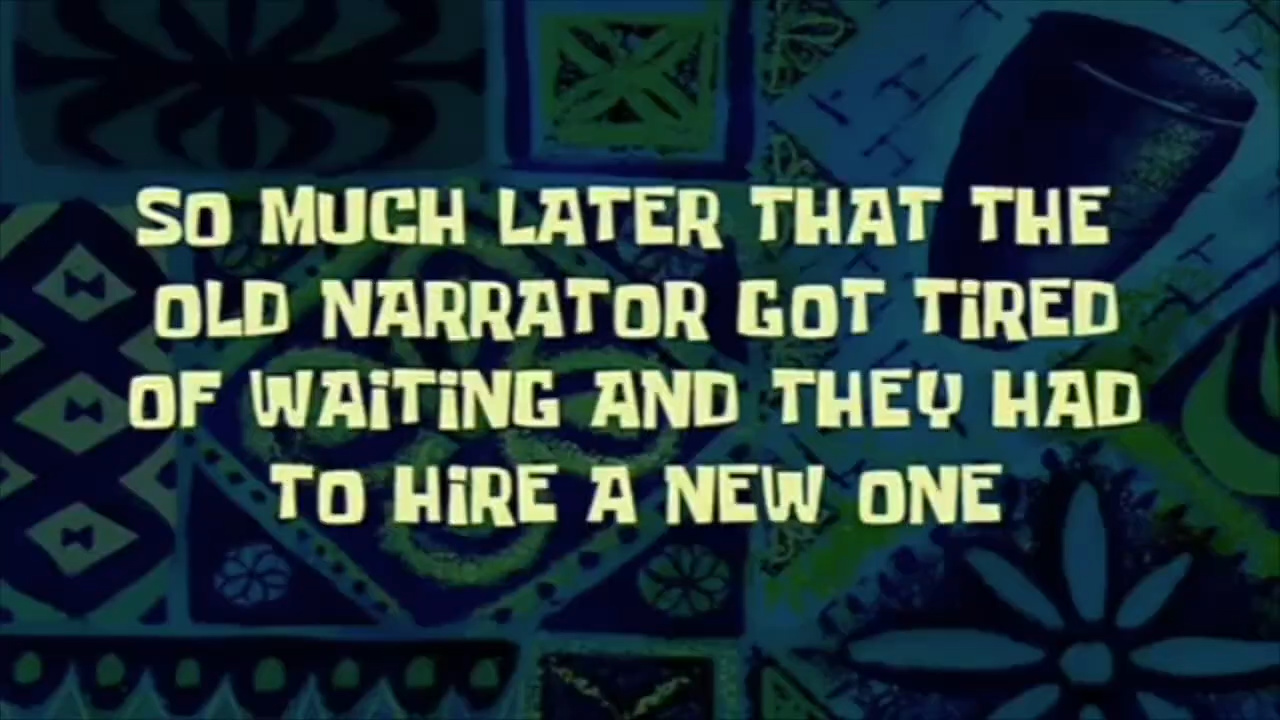 SO MUCH LATER THAT THE
OLD NARRATOR GOT TiRED
OF WAiTiNG AND THEY HAD
TO HiRE A NEW ONE